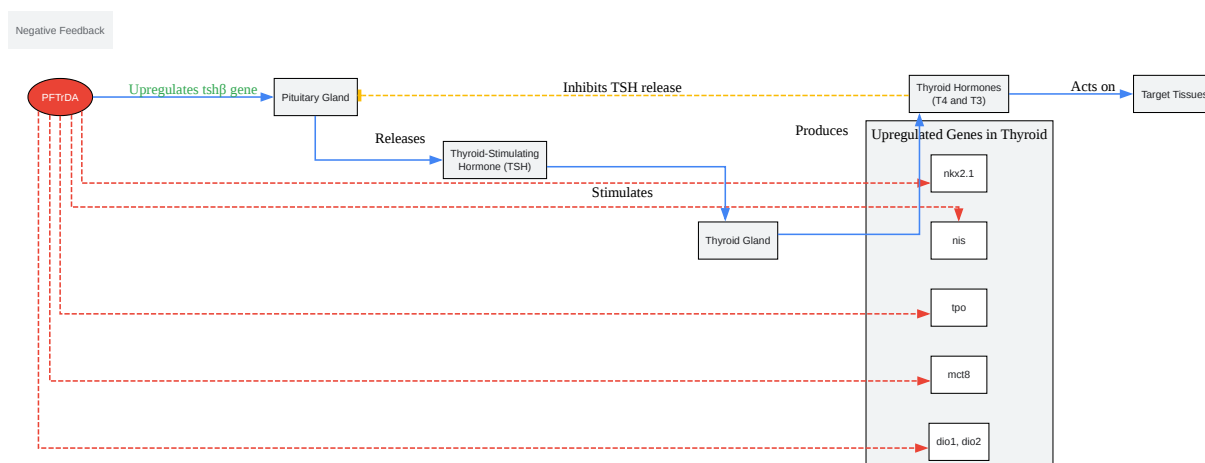 Negative Feedback
PFTrDA
Upregulates tshβ gene
Pituitary Gland
Inhibits TSH release
Thyroid Hormones
(T4 and T3)
Acts on
Target Tissues
Releases
Thyroid-Stimulating
Hormone (TSH)
Produces
Upregulated Genes in Thyroid
nkx2.1
Stimulates
Thyroid Gland
nis
tpo
mct8
dio1, dio2